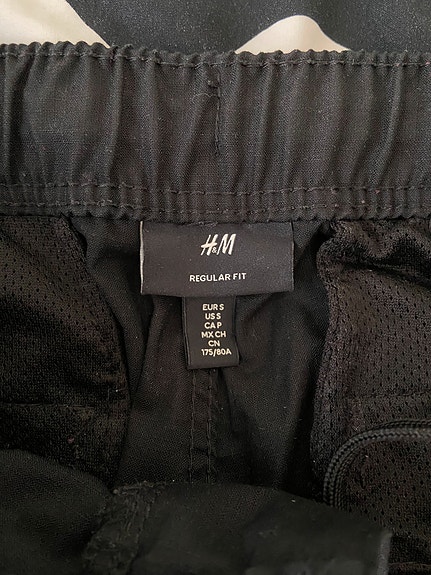 H&M
REGULAR FIT
EUR S
US S
CA P
MX CH
CN
175/80A